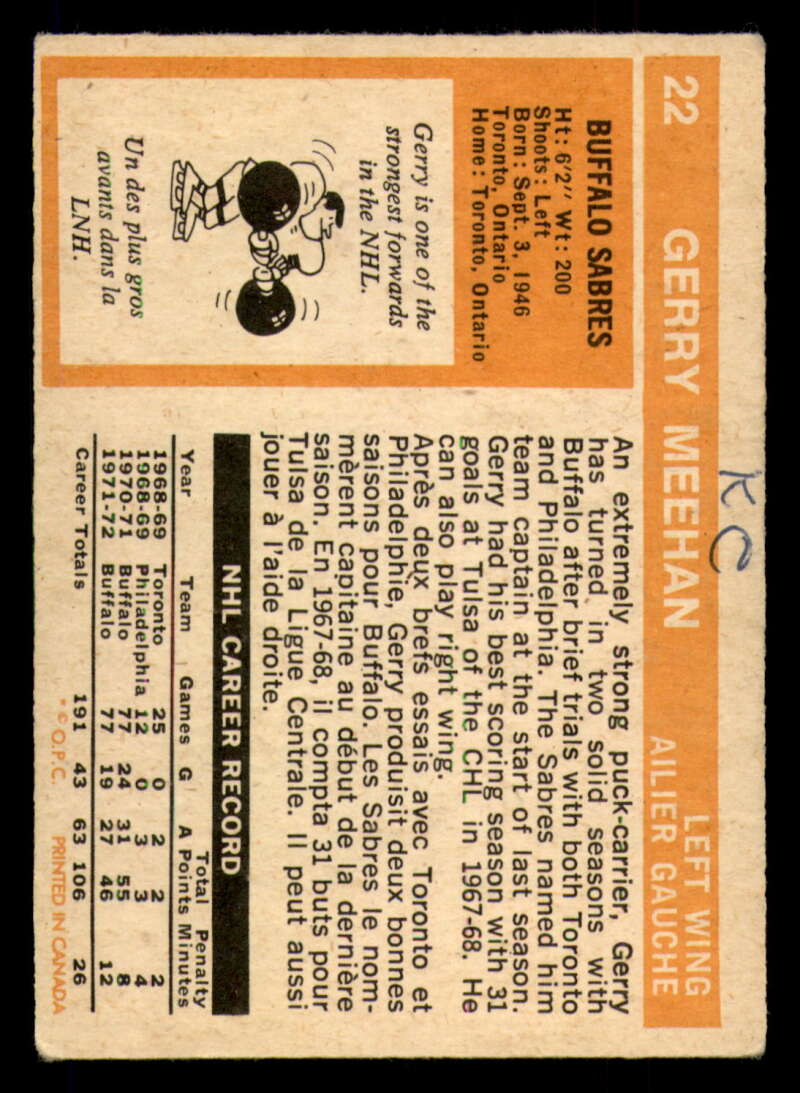 KC
22 GERRY MEEHAN
LEFT WING
AILIER GAUCHE
BUFFALO SABRES
Ht: 6'2" Wt: 200
Shoots: Left
Born: Sept. 3, 1946
Toronto, Ontario
Home: Toronto, Ontario
Gerry is one of the
strongest forwards
in the NHL.
Un des plus gros
avants dans la
LNH.
An extremely strong puck-carrier, Gerry
has turned in two solid seasons with
Buffalo after brief trials with both Toronto
and Philadelphia. The Sabres named him
team captain at the start of last season.
Gerry had his best scoring season with 31
goals at Tulsa of the CHL in 1967-68. He
can also play right wing.
Après deux brefs essais avec Toronto et
Philadelphie, Gerry produisit deux bonnes
saisons pour Buffalo. Les Sabres le nom-
mèrent capitaine au début de la dernière
saison. En 1967-68, il compta 31 buts pour
Tulsa de la Ligue Centrale. Il peut aussi
jouer à l'aide droite.
NHL CAREER RECORD
Total Penalty
Year Team Games G A Points Minutes
1968-69 Toronto 25 0 2 2 2
1968-69 Philadelphia 12 0 3 3 4
1970-71 Buffalo 77 24 31 55 8
1971-72 Buffalo 77 19 27 46 12
Career Totals 191 43 63 106 26
* © O.P.C. PRINTED IN CANADA